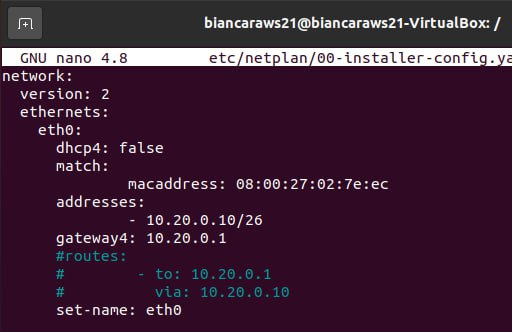 biancaraws21@biancaraws21-VirtualBox: /
GNU nano 4.8 etc/netplan/00-installer-config.ya
network:
  version: 2
  ethernets:
    eth0:
      dhcp4: false
      match:
              macaddress: 08:00:27:02:7e:ec
      addresses:
              - 10.20.0.10/26
      gateway4: 10.20.0.1
      #routes:
      #        - to: 10.20.0.1
      #          via: 10.20.0.10
      set-name: eth0